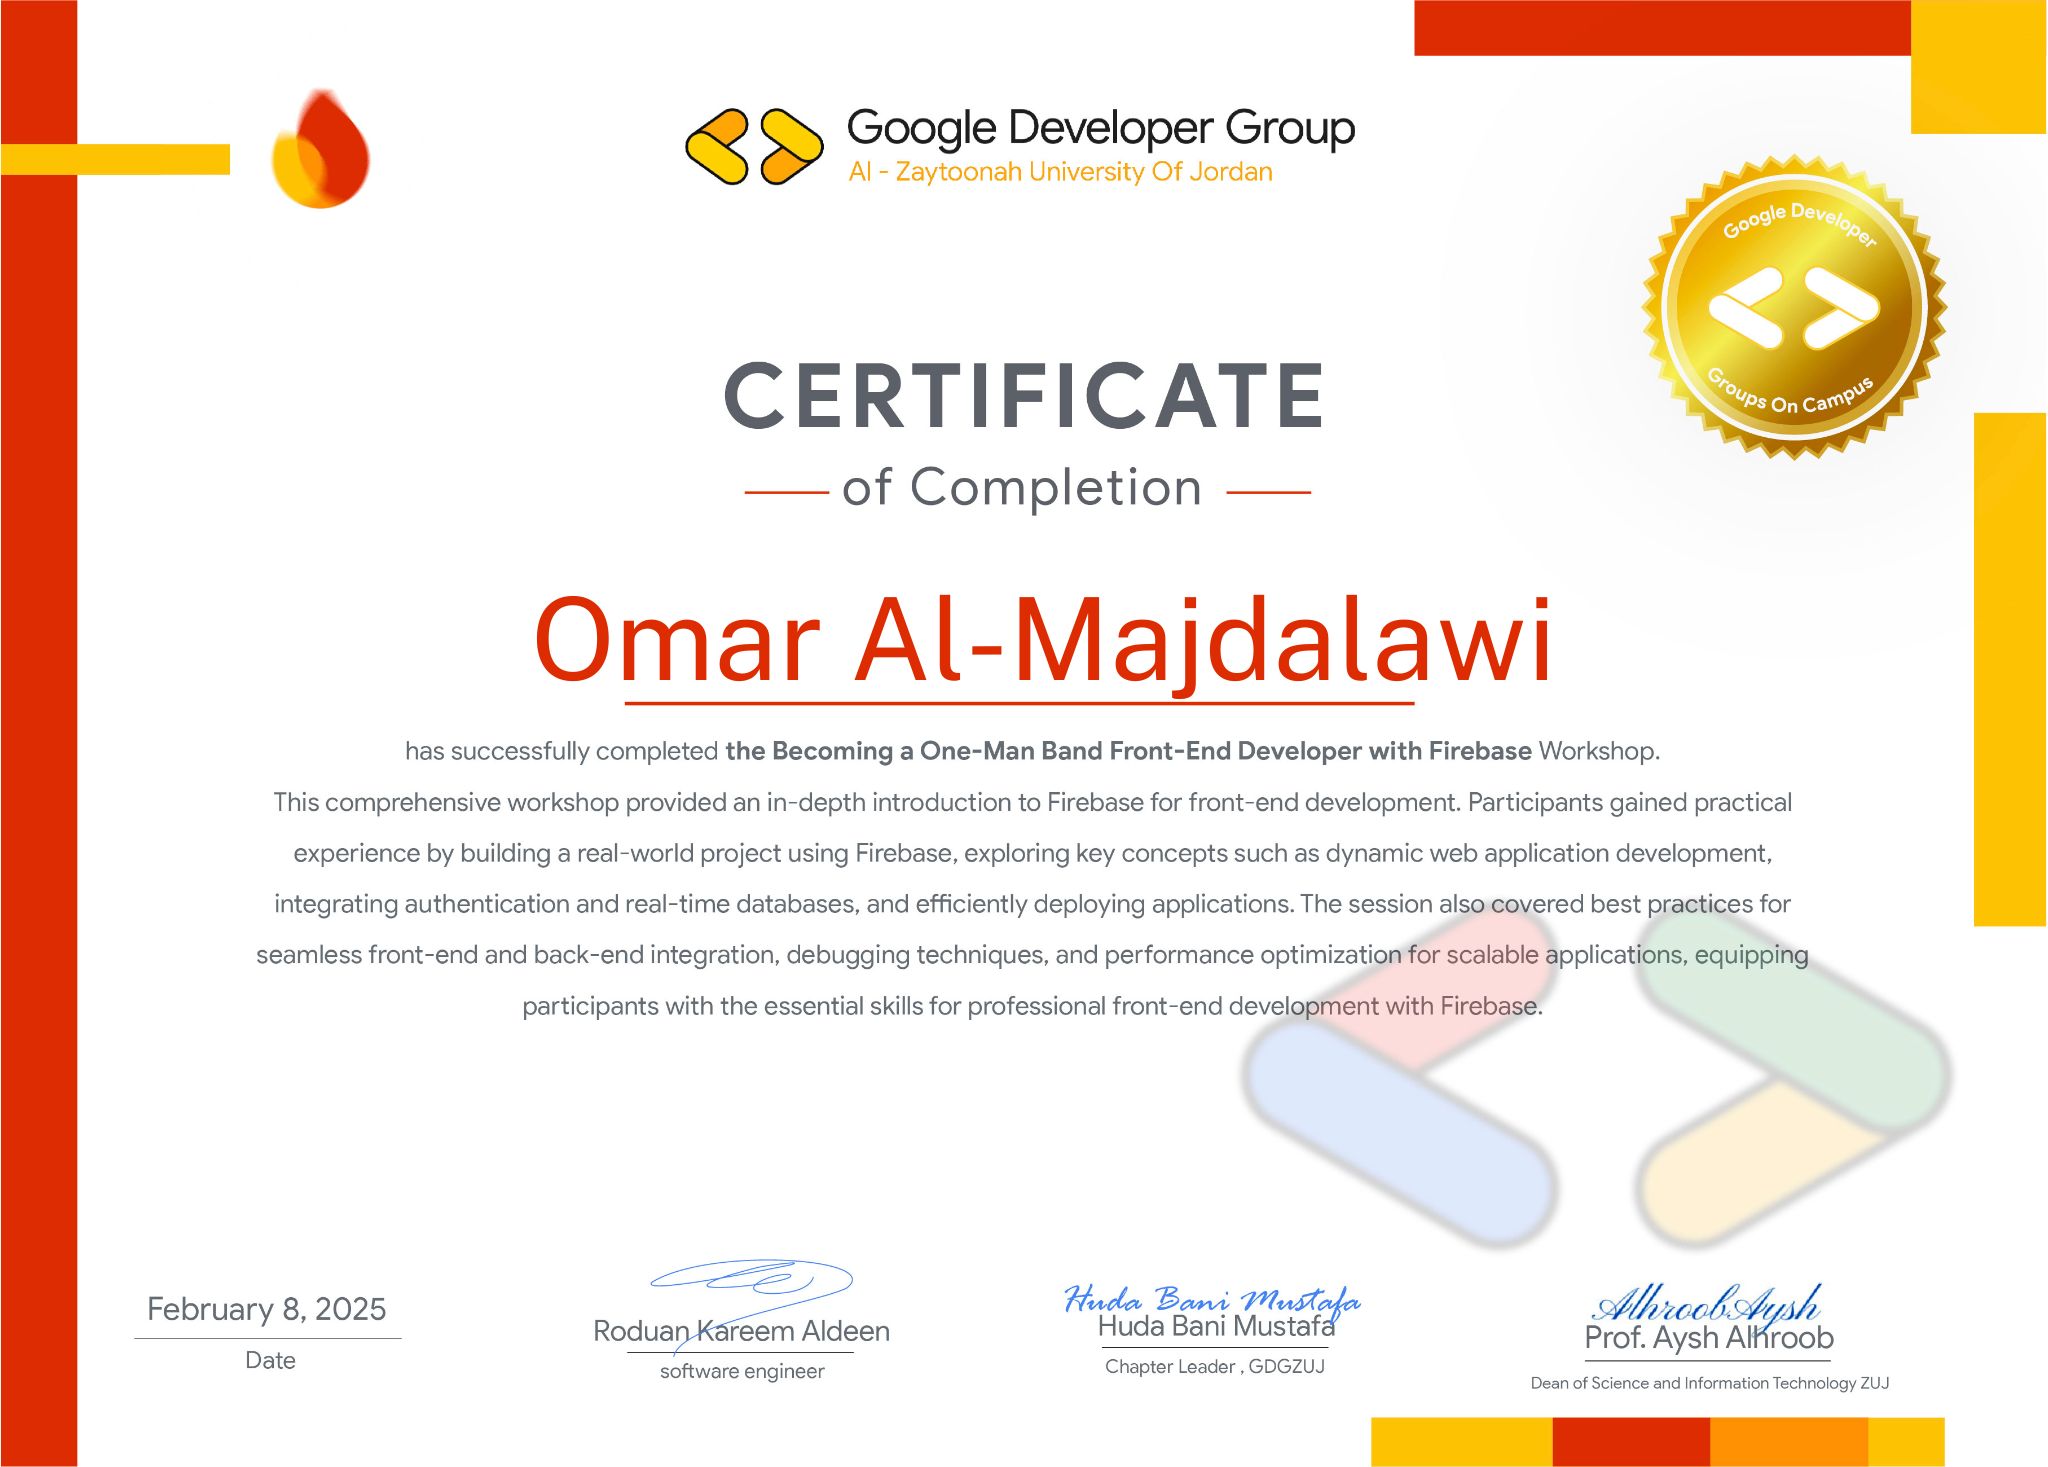 Google Developer Group
Al - Zaytoonah University Of Jordan
Google Developer
Groups On Campus
CERTIFICATE
of Completion
Omar Al-Majdalawi
has successfully completed the Becoming a One-Man Band Front-End Developer with Firebase Workshop.
This comprehensive workshop provided an in-depth introduction to Firebase for front-end development. Participants gained practical
experience by building a real-world project using Firebase, exploring key concepts such as dynamic web application development,
integrating authentication and real-time databases, and efficiently deploying applications. The session also covered best practices for
seamless front-end and back-end integration, debugging techniques, and performance optimization for scalable applications, equipping
participants with the essential skills for professional front-end development with Firebase.
February 8, 2025
Date
Roduan Kareem Aldeen
software engineer
Huda Bani Mustafa
Huda Bani Mustafa
Chapter Leader , GDGZUJ
Alhroob Aysh
Prof. Aysh Alhroob
Dean of Science and Information Technology ZUJ